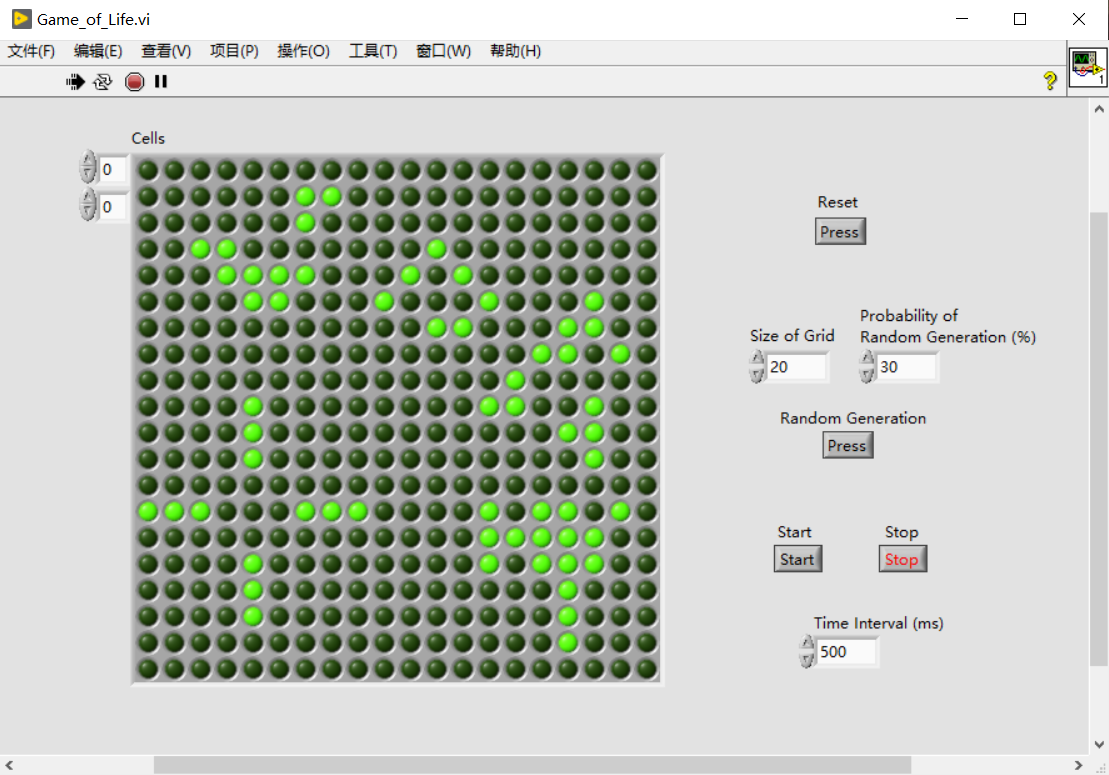 Game_of_Life.vi
文件(F) 编辑(E) 查看(V) 项目(P) 操作(O) 工具(T) 窗口(W) 帮助(H)
1
Cells
0
0
Reset
Press
Size of Grid
20
Probability of
Random Generation (%)
30
Random Generation
Press
Start
Start
Stop
Stop
Time Interval (ms)
500